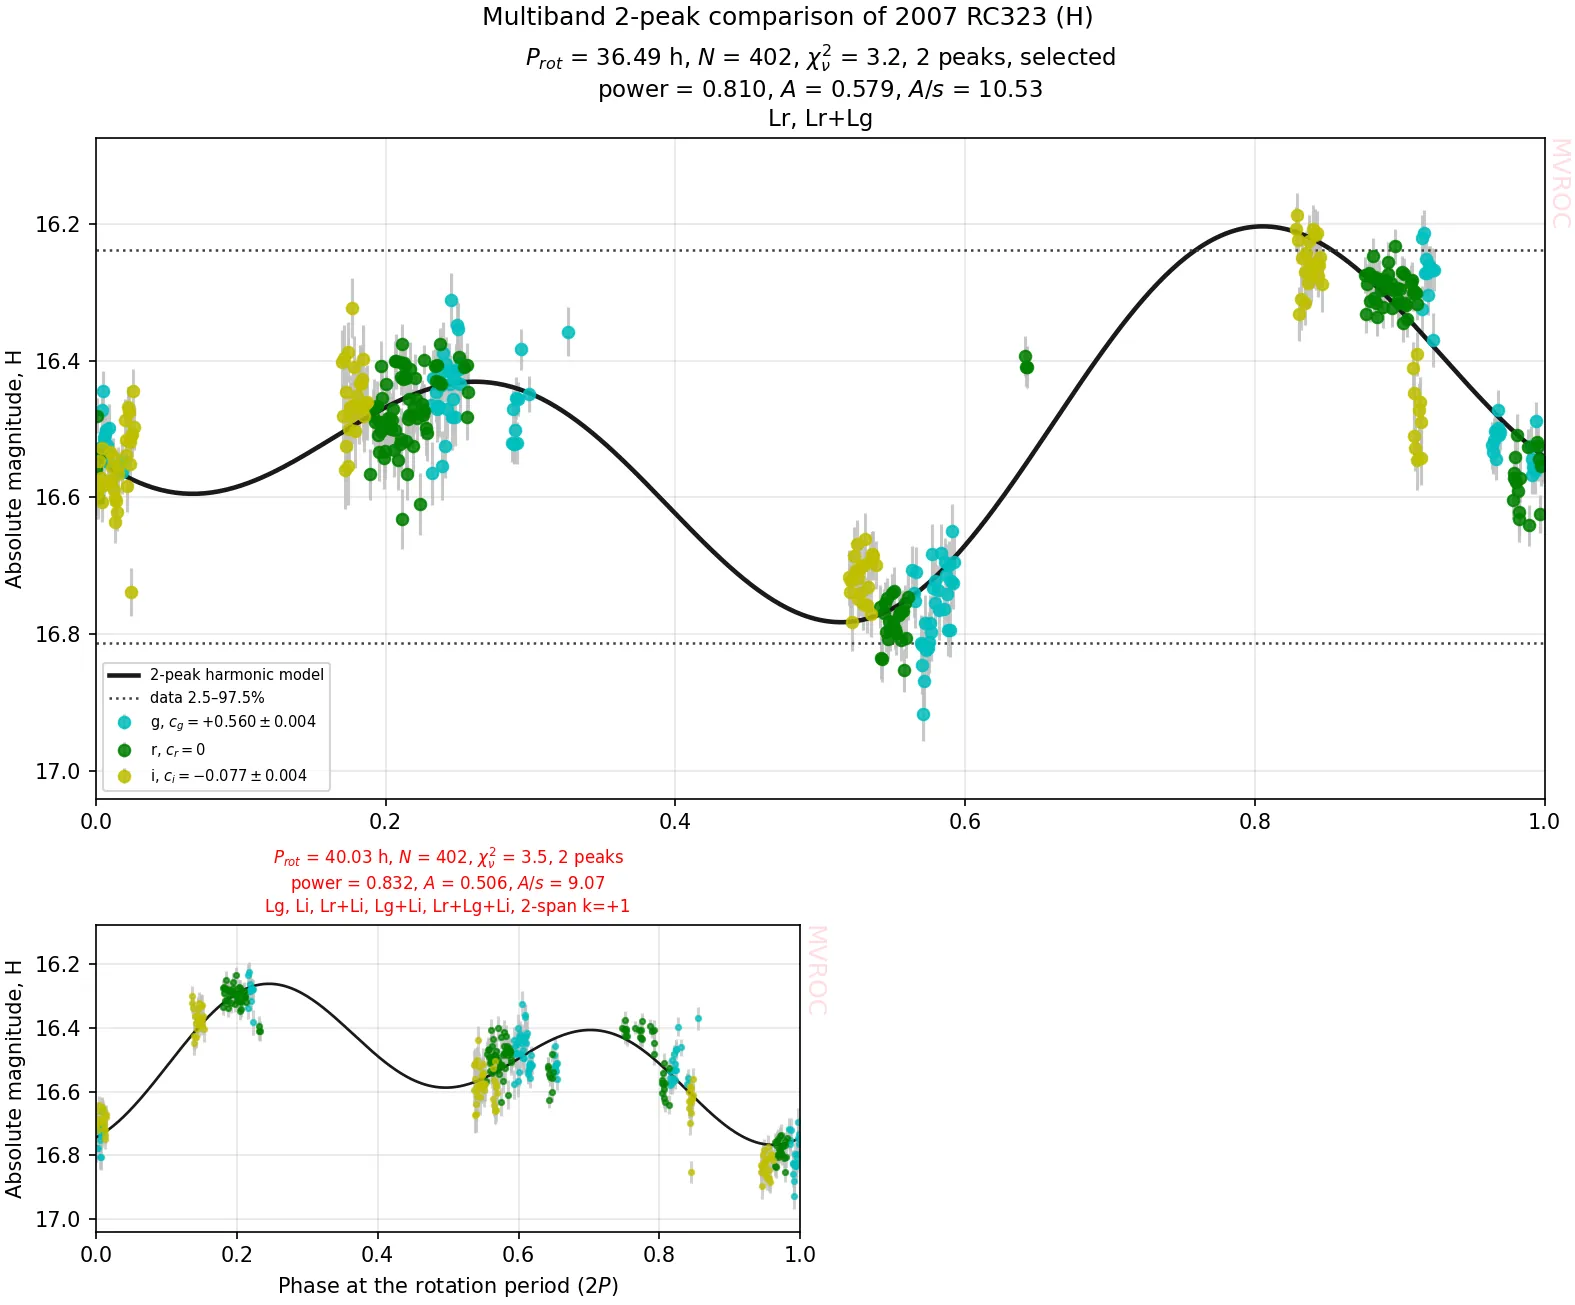 Multiband 2-peak comparison of 2007 RC323 (H)
P_rot = 36.49 h, N = 402, χ²_ν = 3.2, 2 peaks, selected
power = 0.810, A = 0.579, A/s = 10.53
Lr, Lr+Lg
MVROC
Absolute magnitude, H
16.2
16.4
16.6
16.8
17.0
2-peak harmonic model
data 2.5–97.5%
g, c_g = +0.560 ± 0.004
r, c_r = 0
i, c_i = −0.077 ± 0.004
0.0 0.2 0.4 0.6 0.8 1.0
P_rot = 40.03 h, N = 402, χ²_ν = 3.5, 2 peaks
power = 0.832, A = 0.506, A/s = 9.07
Lg, Li, Lr+Li, Lg+Li, Lr+Lg+Li, 2-span k=+1
MVROC
Absolute magnitude, H
16.2
16.4
16.6
16.8
17.0
0.0 0.2 0.4 0.6 0.8 1.0
Phase at the rotation period (2P)